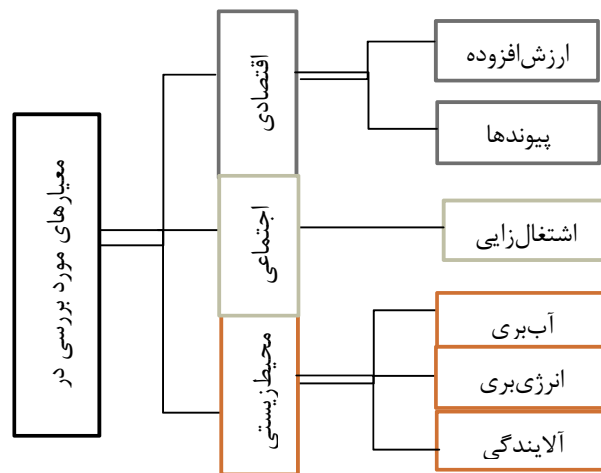 معیارهای مورد بررسی در
اقتصادی
ارزش‌افزوده
پیوندها
اجتماعی
اشتغال‌زایی
محیط‌زیستی
آب‌بری
انرژی‌بری
آلایندگی